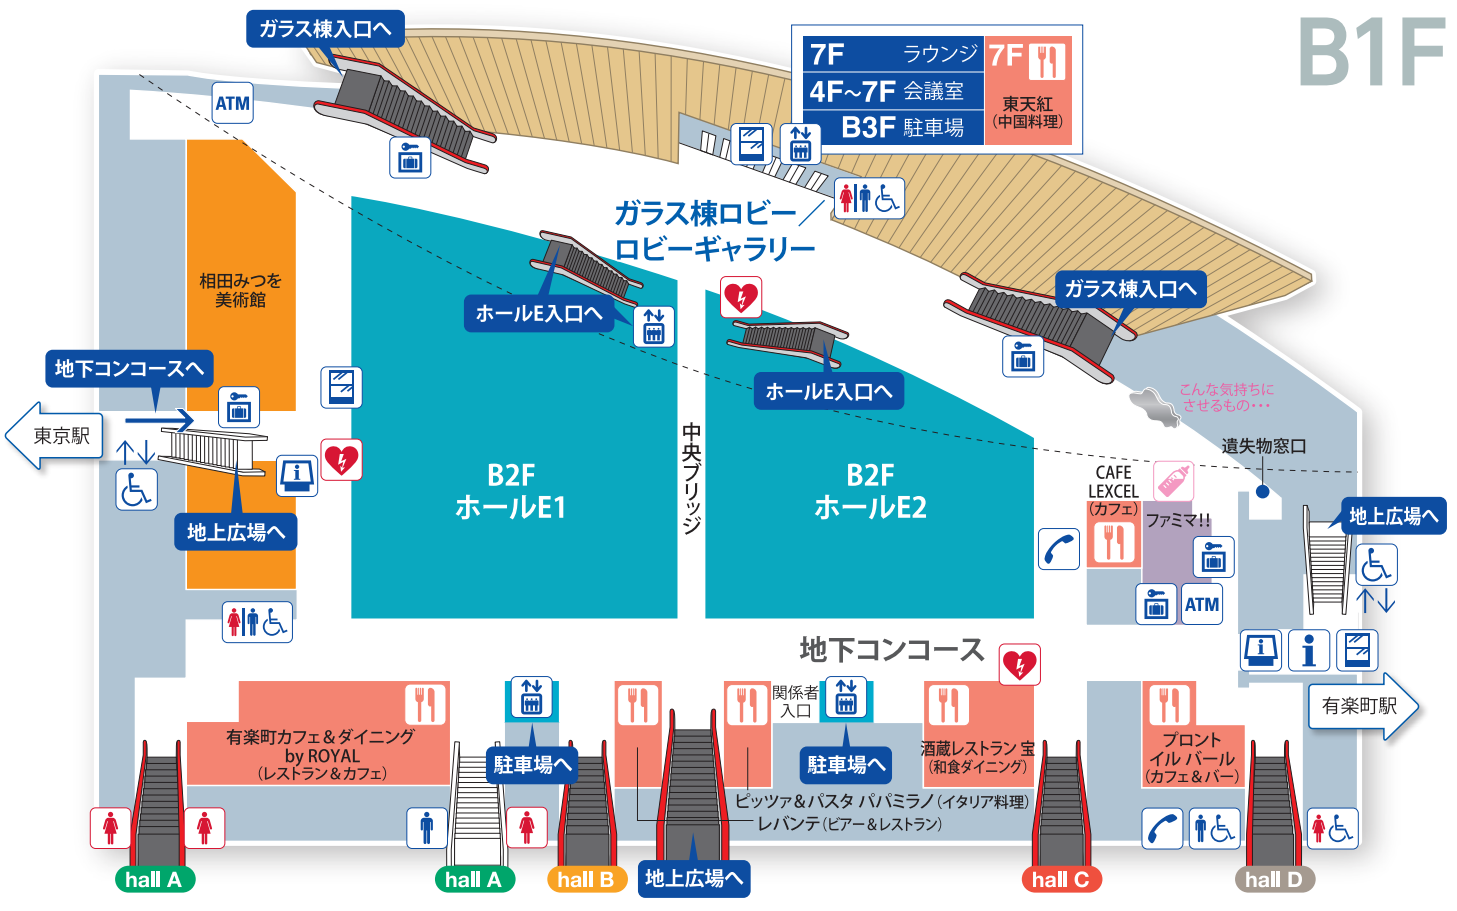 B1F
ガラス棟入口へ
7F ラウンジ
4F～7F 会議室
B3F 駐車場
7F
東天紅
(中国料理)
ATM
ガラス棟ロビー
ロビーギャラリー
相田みつを
美術館
ホールE入口へ
ガラス棟入口へ
地下コンコースへ
ホールE入口へ
こんな気持ちに
させるもの・・・
東京駅
中央ブリッジ
遺失物窓口
B2F
ホールE1
B2F
ホールE2
CAFE
LEXCEL
(カフェ)
ファミマ!!
地上広場へ
地上広場へ
ATM
地下コンコース
有楽町駅
関係者
入口
有楽町カフェ＆ダイニング
by ROYAL
(レストラン＆カフェ)
駐車場へ
駐車場へ
酒蔵レストラン 宝
(和食ダイニング)
プロント
イル バール
(カフェ＆バー)
ピッツァ＆パスタ パパミラノ(イタリア料理)
レバンテ(ビアー＆レストラン)
hall A
hall A
hall B
地上広場へ
hall C
hall D